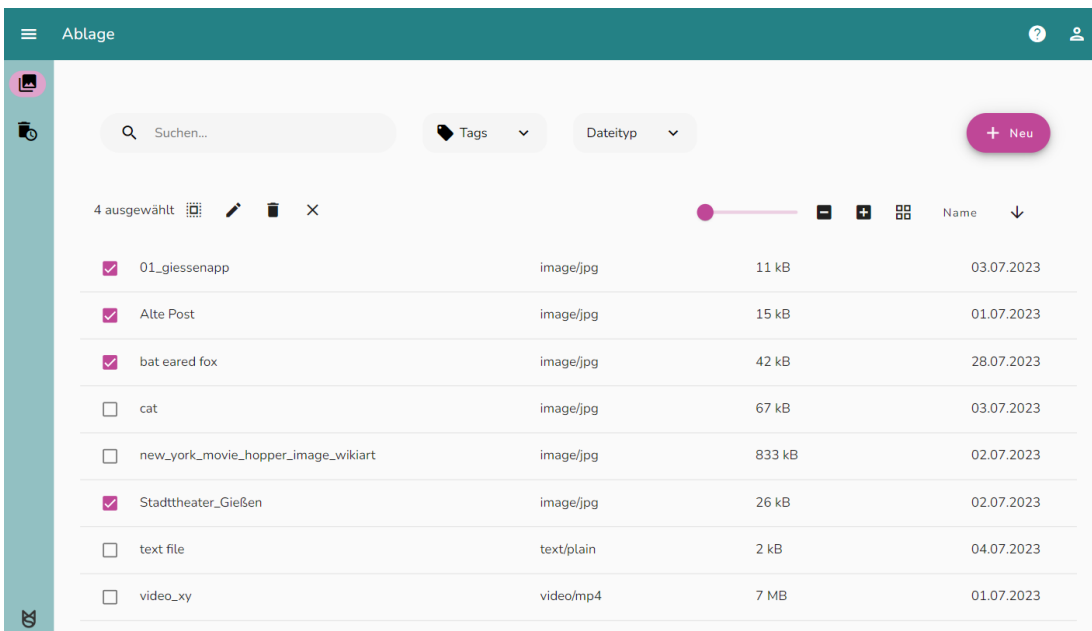 Ablage
Suchen...
Tags
Dateityp
+ Neu
4 ausgewählt
Name
01_giessenapp image/jpg 11 kB 03.07.2023
Alte Post image/jpg 15 kB 01.07.2023
bat eared fox image/jpg 42 kB 28.07.2023
cat image/jpg 67 kB 03.07.2023
new_york_movie_hopper_image_wikiart image/jpg 833 kB 02.07.2023
Stadttheater_Gießen image/jpg 26 kB 02.07.2023
text file text/plain 2 kB 04.07.2023
video_xy video/mp4 7 MB 01.07.2023